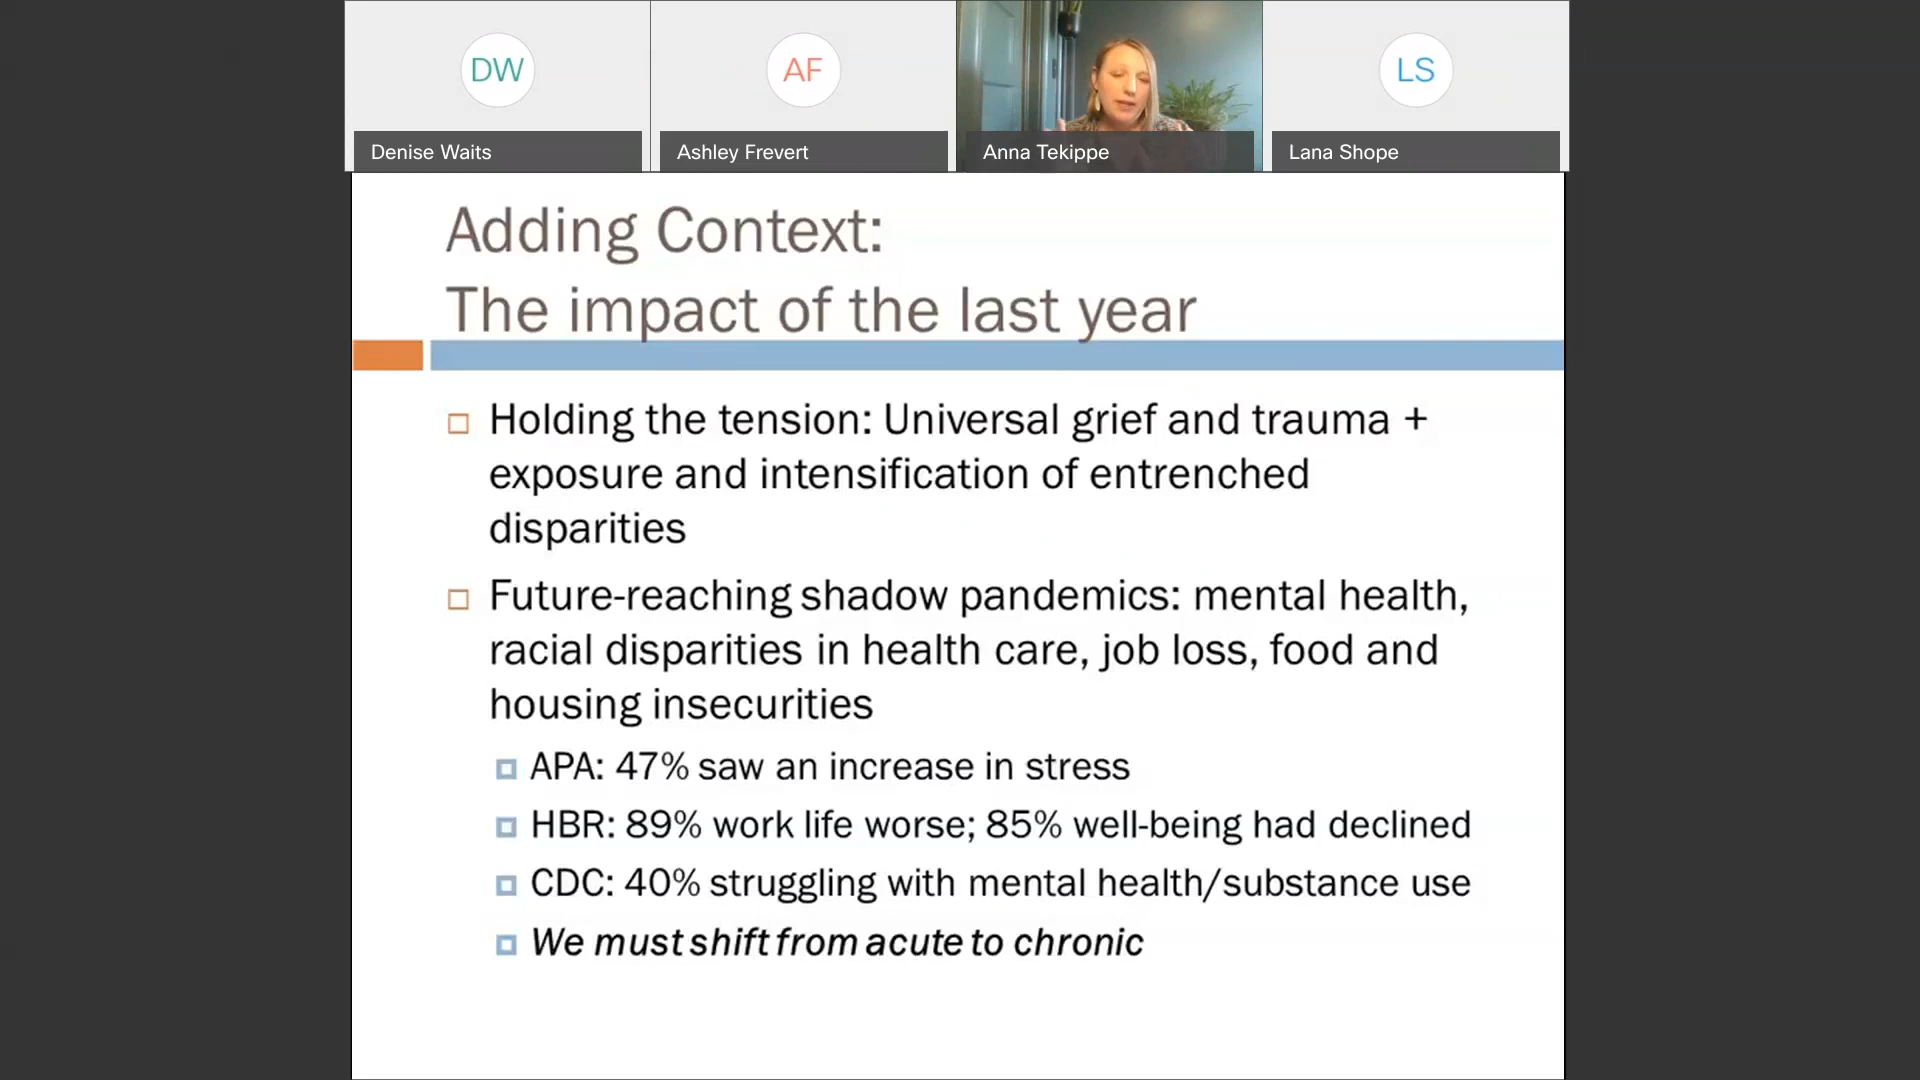 DW
AF
LS
Denise Waits
Ashley Frevert
Anna Tekippe
Lana Shope
Adding Context:
The impact of the last year
Holding the tension: Universal grief and trauma +
exposure and intensification of entrenched
disparities
Future-reaching shadow pandemics: mental health,
racial disparities in health care, job loss, food and
housing insecurities
APA: 47% saw an increase in stress
HBR: 89% work life worse; 85% well-being had declined
CDC: 40% struggling with mental health/substance use
We must shift from acute to chronic